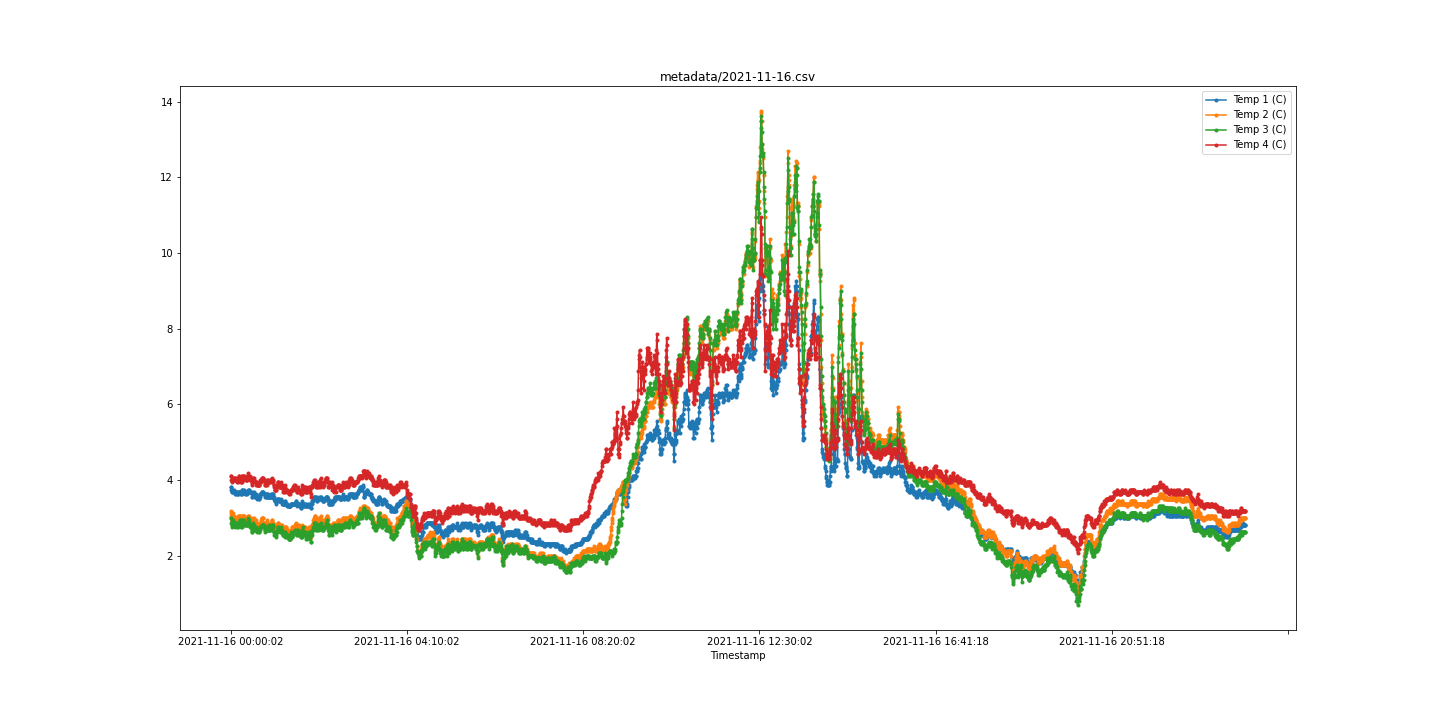 metadata/2021-11-16.csv
Temp 1 (C)
Temp 2 (C)
Temp 3 (C)
Temp 4 (C)
14
12
10
8
6
4
2
2021-11-16 00:00:02 2021-11-16 04:10:02 2021-11-16 08:20:02 2021-11-16 12:30:02 2021-11-16 16:41:18 2021-11-16 20:51:18
Timestamp